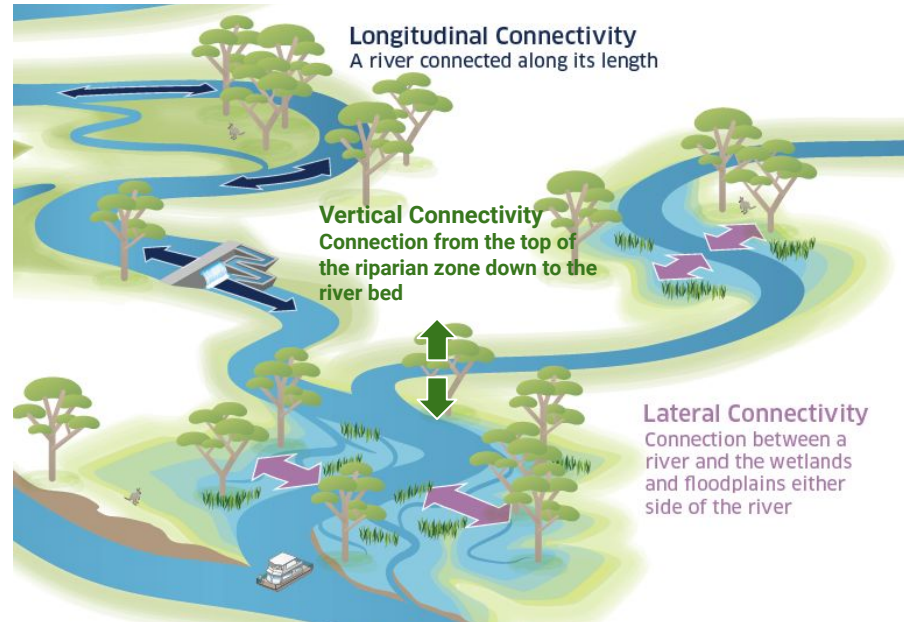 Longitudinal Connectivity
A river connected along its length
Vertical Connectivity
Connection from the top of
the riparian zone down to the
river bed
Lateral Connectivity
Connection between a
river and the wetlands
and floodplains either
side of the river